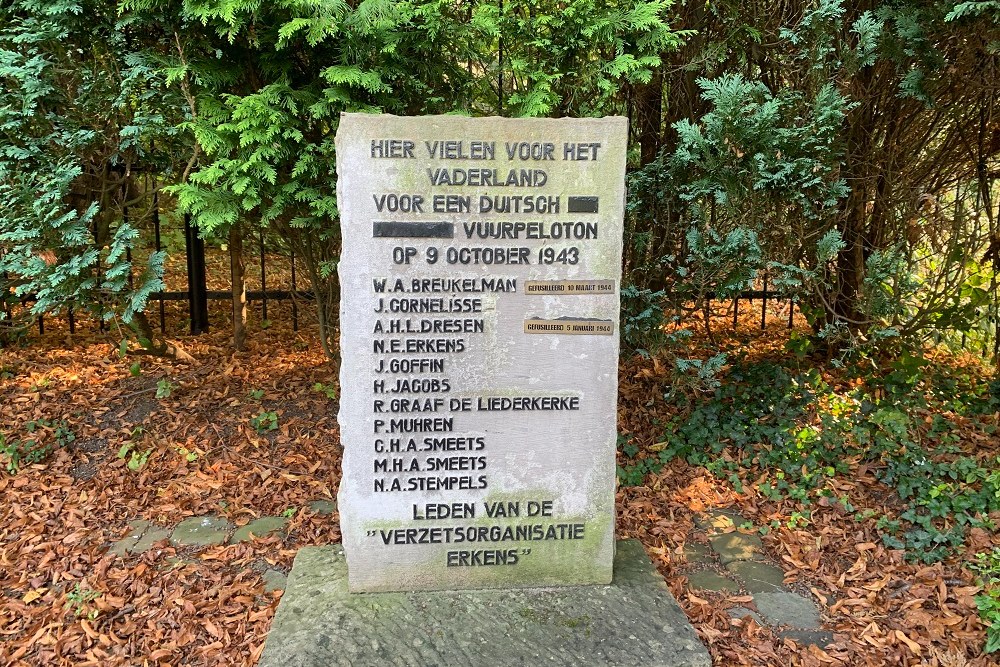 HIER VIELEN VOOR HET
VADERLAND
VOOR EEN DUITSCH
VUURPELOTON
OP 9 OCTOBER 1943
W.A. BREUKELMAN GEFUSILLEERD 10 MAART 1944
J. CORNELISSE
A.H.L. DRESEN GEFUSILLEERD 5 JANUARI 1944
N.E. ERKENS
J. GOFFIN
H. JACOBS
R. GRAAF DE LIEDERKERKE
P. MUHREN
G.H.A. SMEETS
M.H.A. SMEETS
N.A. STEMPELS
LEDEN VAN DE
"VERZETSORGANISATIE
ERKENS"